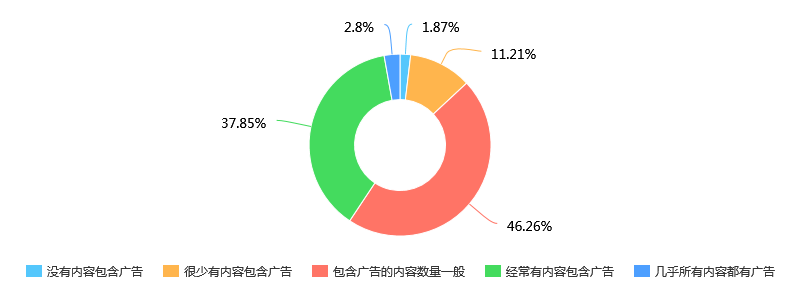 2.8%
1.87%
11.21%
37.85%
46.26%
没有内容包含广告
很少有内容包含广告
包含广告的内容数量一般
经常有内容包含广告
几乎所有内容都有广告